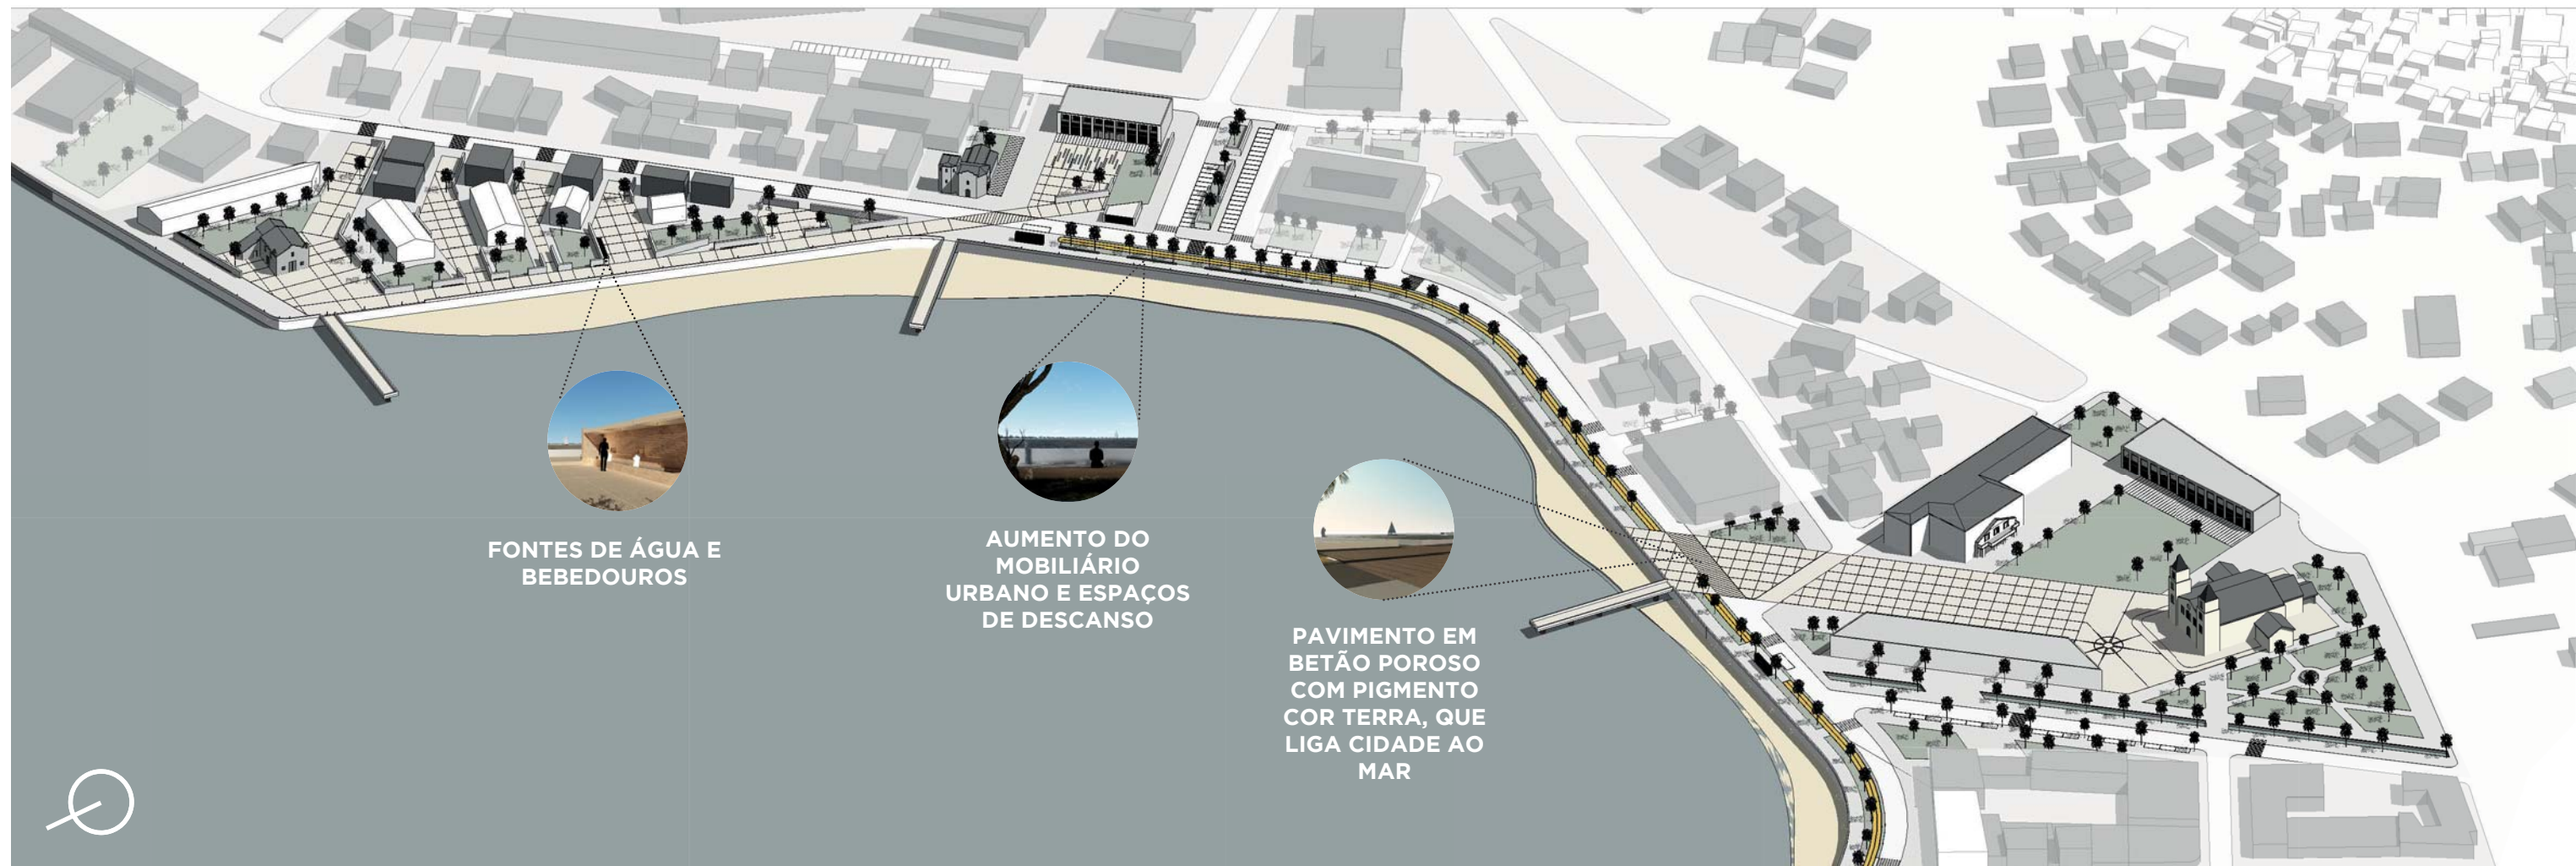 FONTES DE ÁGUA E
BEBEDOUROS
AUMENTO DO
MOBILIÁRIO
URBANO E ESPAÇOS
DE DESCANSO
PAVIMENTO EM
BETÃO POROSO
COM PIGMENTO
COR TERRA, QUE
LIGA CIDADE AO
MAR